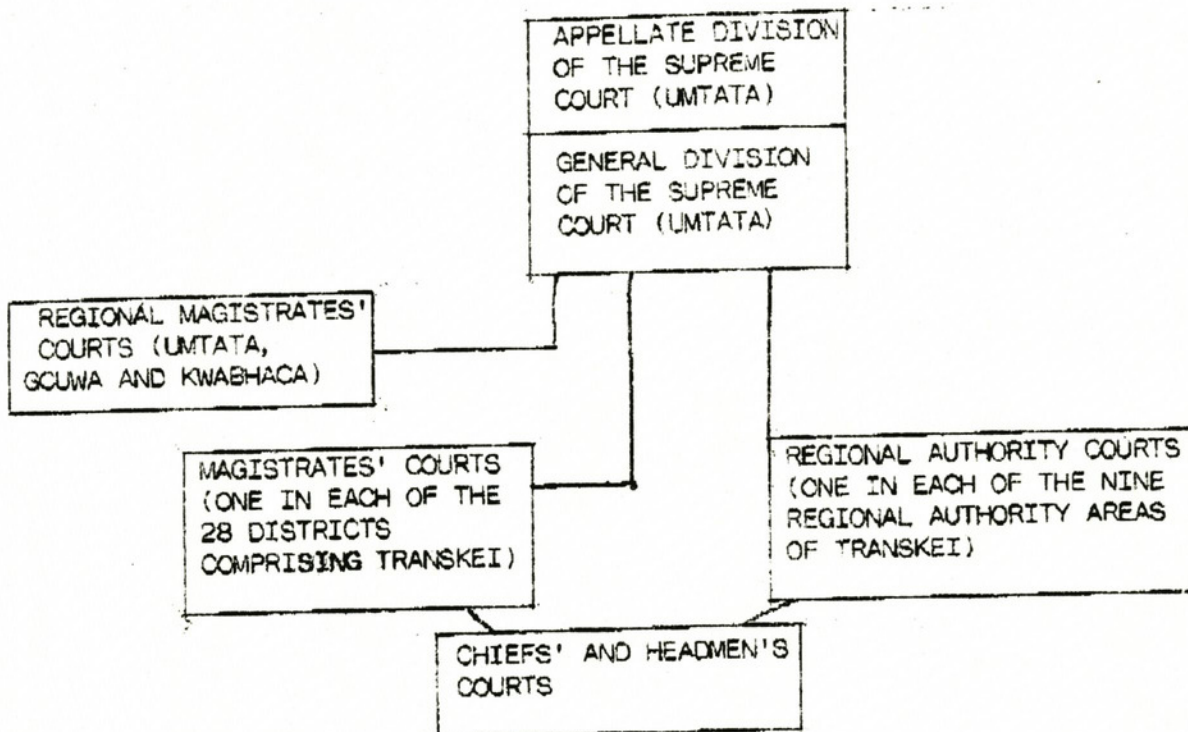 APPELLATE DIVISION
OF THE SUPREME
COURT (UMTATA)
GENERAL DIVISION
OF THE SUPREME
COURT (UMTATA)
REGIONAL MAGISTRATES'
COURTS (UMTATA,
GCUWA AND KWABHACA)
MAGISTRATES' COURTS
(ONE IN EACH OF THE
28 DISTRICTS
COMPRISING TRANSKEI)
REGIONAL AUTHORITY COURTS
(ONE IN EACH OF THE NINE
REGIONAL AUTHORITY AREAS
OF TRANSKEI)
CHIEFS' AND HEADMEN'S
COURTS